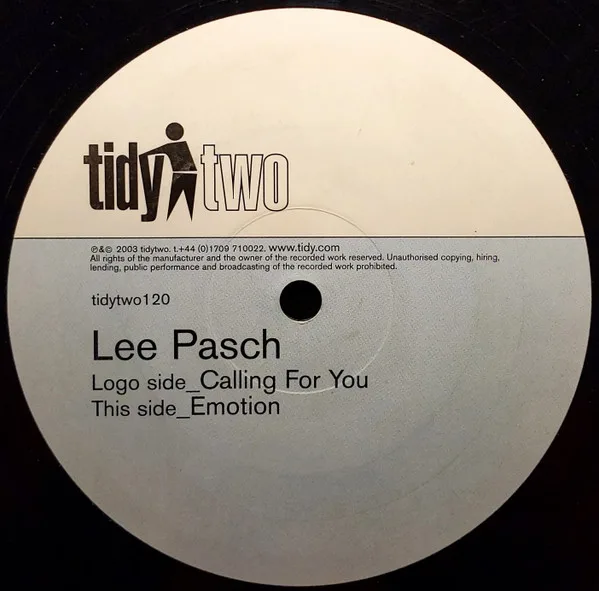 tidy two
℗&© 2003 tidytwo. t.+44 (0)1709 710022. www.tidy.com
All rights of the manufacturer and the owner of the recorded work reserved. Unauthorised copying, hiring,
lending, public performance and broadcasting of the recorded work prohibited.
tidytwo120
Lee Pasch
Logo side_Calling For You
This side_Emotion